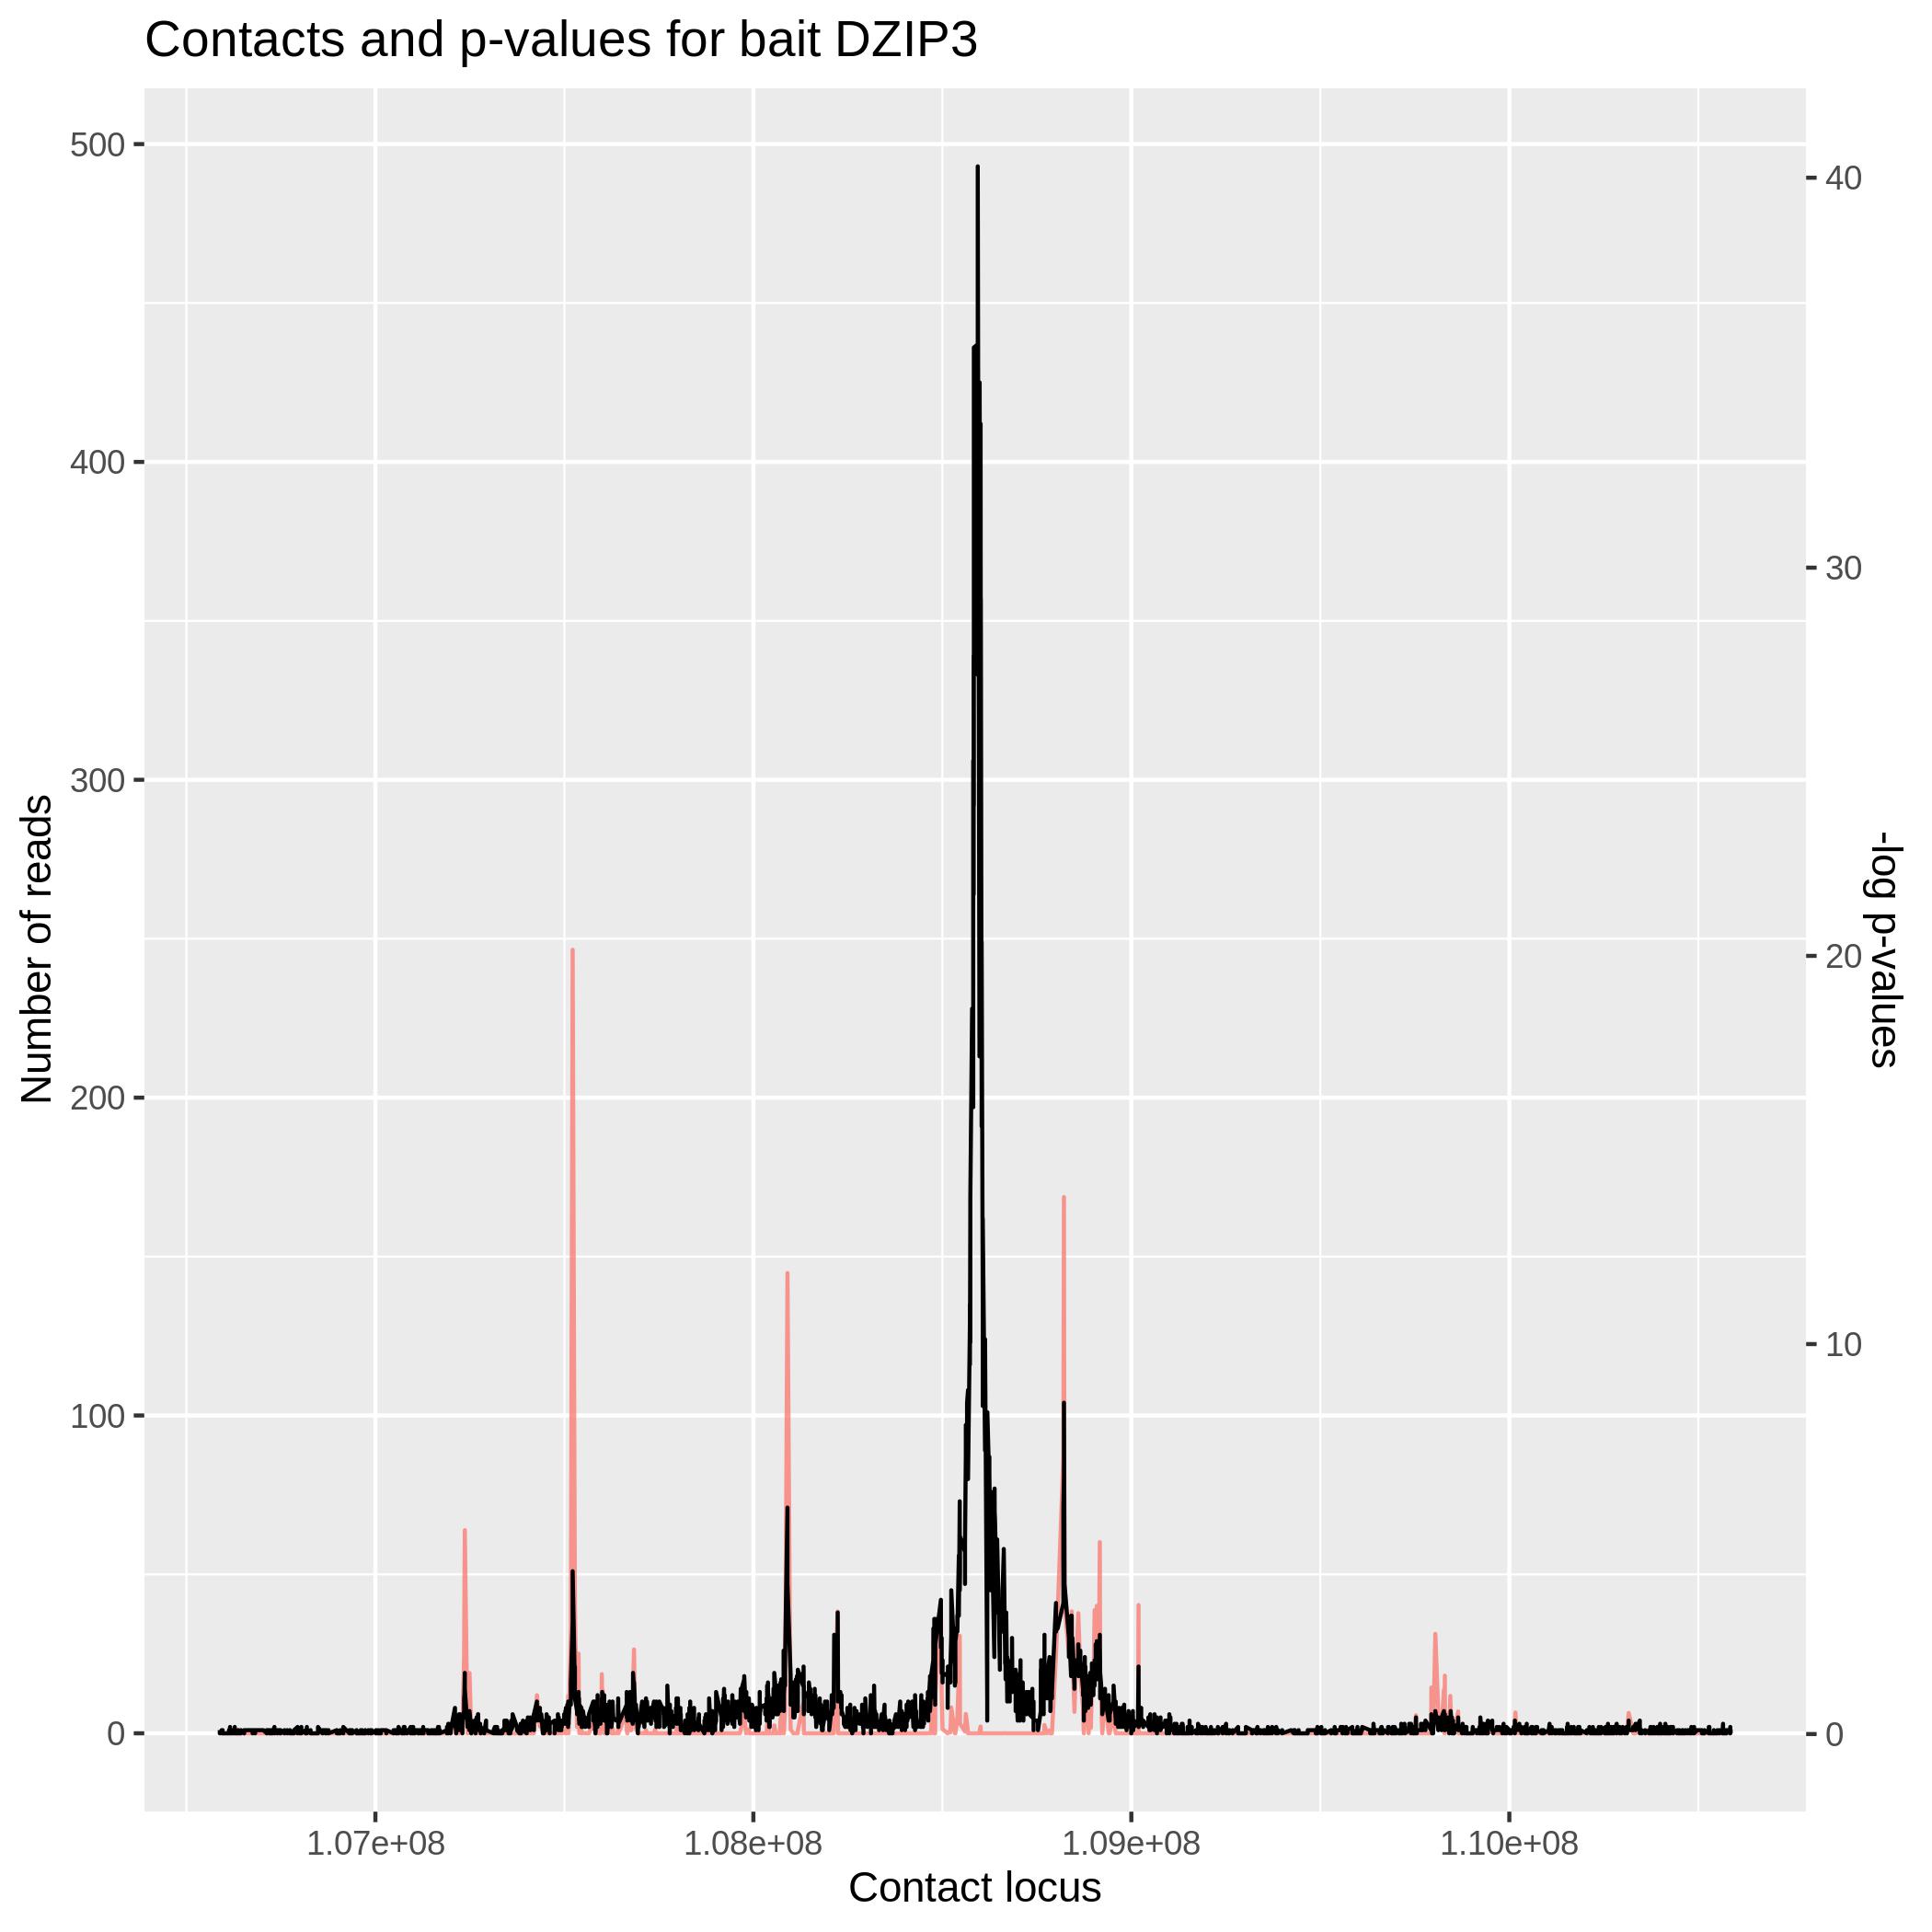 Contacts and p-values for bait DZIP3
500
400
300
200
100
0
Number of reads
40
30
20
10
0
-log p-values
1.07e+08
1.08e+08
1.09e+08
1.10e+08
Contact locus